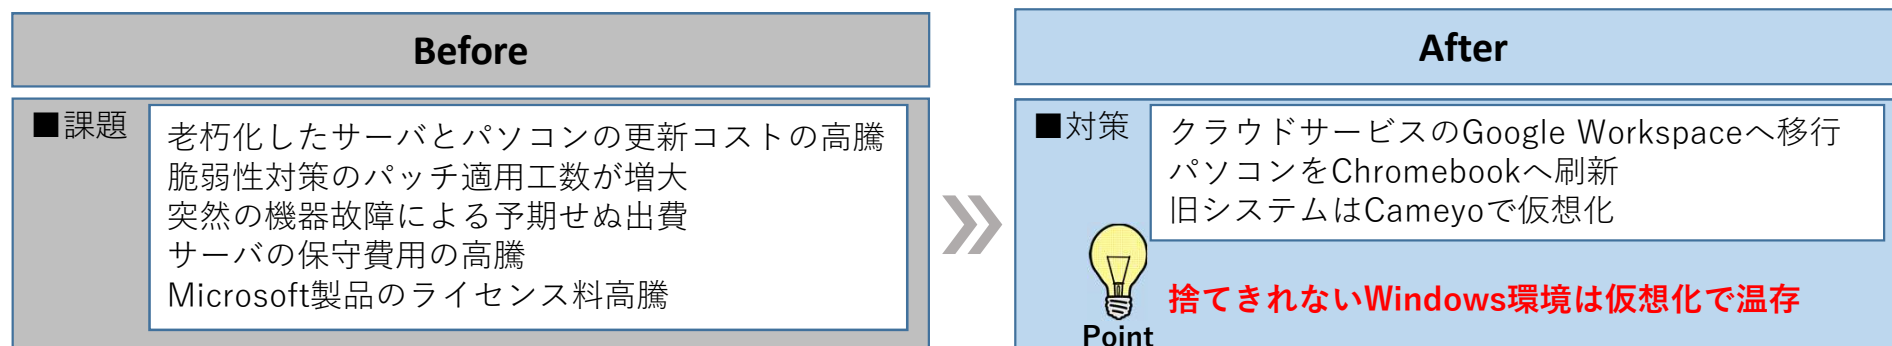 Before
■課題
老朽化したサーバとパソコンの更新コストの高騰
脆弱性対策のパッチ適用工数が増大
突然の機器故障による予期せぬ出費
サーバの保守費用の高騰
Microsoft製品のライセンス料高騰
After
■対策
クラウドサービスのGoogle Workspaceへ移行
パソコンをChromebookへ刷新
旧システムはCameyoで仮想化
捨てきれないWindows環境は仮想化で温存
Point